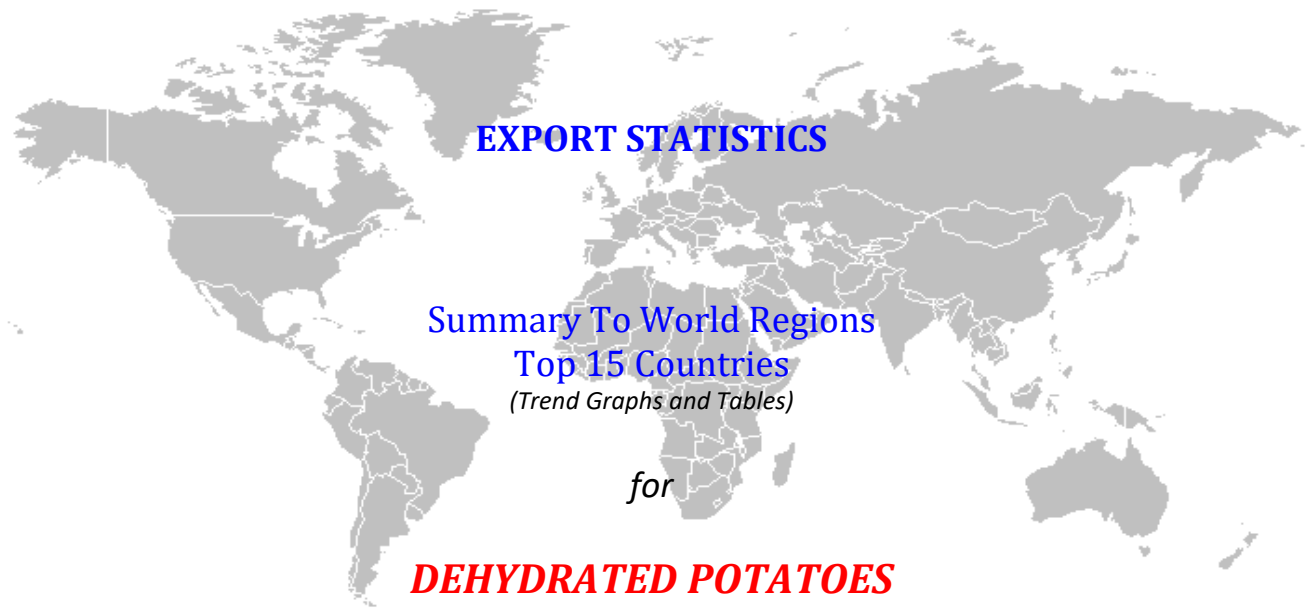 EXPORT STATISTICS
Summary To World Regions
Top 15 Countries
(Trend Graphs and Tables)
for
DEHYDRATED POTATOES